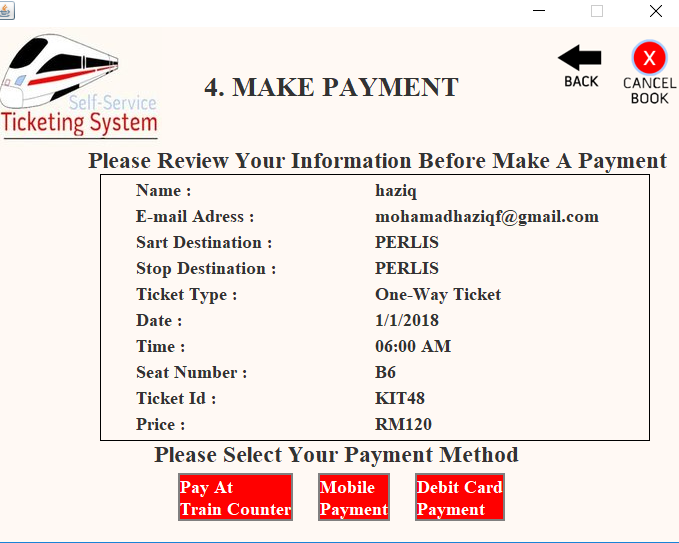 4. MAKE PAYMENT
BACK
X
CANCEL
BOOK
Self-Service
Ticketing System
Please Review Your Information Before Make A Payment
Name : haziq
E-mail Adress : mohamadhaziqf@gmail.com
Sart Destination : PERLIS
Stop Destination : PERLIS
Ticket Type : One-Way Ticket
Date : 1/1/2018
Time : 06:00 AM
Seat Number : B6
Ticket Id : KIT48
Price : RM120
Please Select Your Payment Method
Pay At
Train Counter
Mobile
Payment
Debit Card
Payment